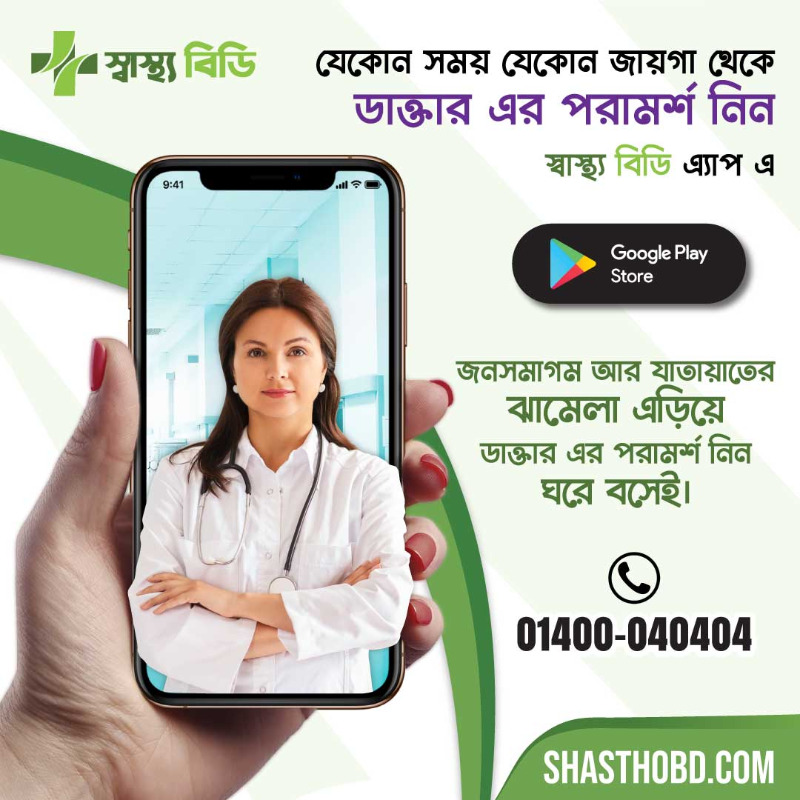 স্বাস্থ্য বিডি
যেকোন সময় যেকোন জায়গা থেকে
ডাক্তার এর পরামর্শ নিন
স্বাস্থ্য বিডি এ্যাপ এ
9:41
Google Play
Store
জনসমাগম আর যাতায়াতের
ঝামেলা এড়িয়ে
ডাক্তার এর পরামর্শ নিন
ঘরে বসেই।
01400-040404
SHASTHOBD.COM